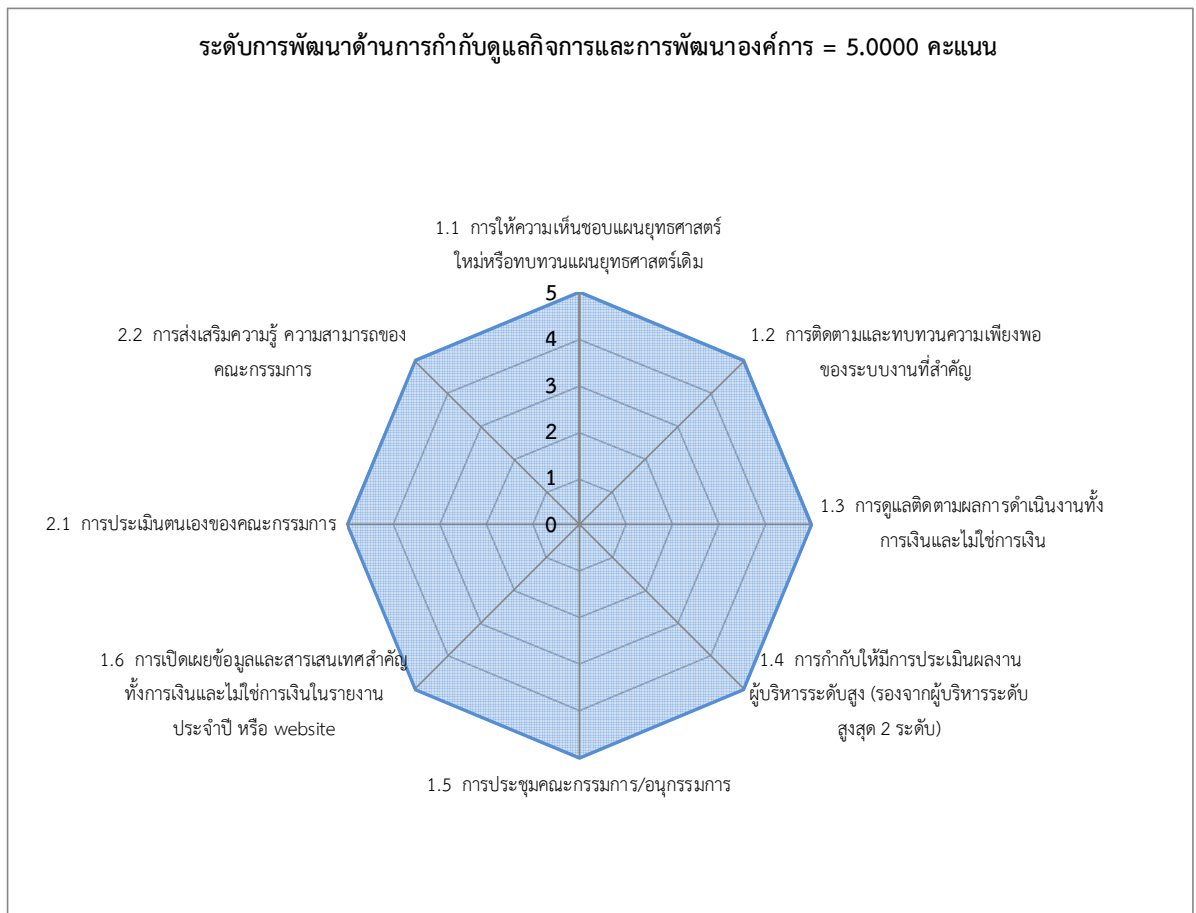 ระดับการพัฒนาด้านการกำกับดูแลกิจการและการพัฒนาองค์การ = 5.0000 คะแนน
1.1 การให้ความเห็นชอบแผนยุทธศาสตร์
ใหม่หรือทบทวนแผนยุทธศาสตร์เดิม
1.2 การติดตามและทบทวนความเพียงพอ
ของระบบงานที่สำคัญ
1.3 การดูแลติดตามผลการดำเนินงานทั้ง
การเงินและไม่ใช่การเงิน
1.4 การกำกับให้มีการประเมินผลงาน
ผู้บริหารระดับสูง (รองจากผู้บริหารระดับ
สูงสุด 2 ระดับ)
1.5 การประชุมคณะกรรมการ/อนุกรรมการ
1.6 การเปิดเผยข้อมูลและสารเสนเทศสำคัญ
ทั้งการเงินและไม่ใช่การเงินในรายงาน
ประจำปี หรือ website
2.1 การประเมินตนเองของคณะกรรมการ
2.2 การส่งเสริมความรู้ ความสามารถของ
คณะกรรมการ
5
4
3
2
1
0